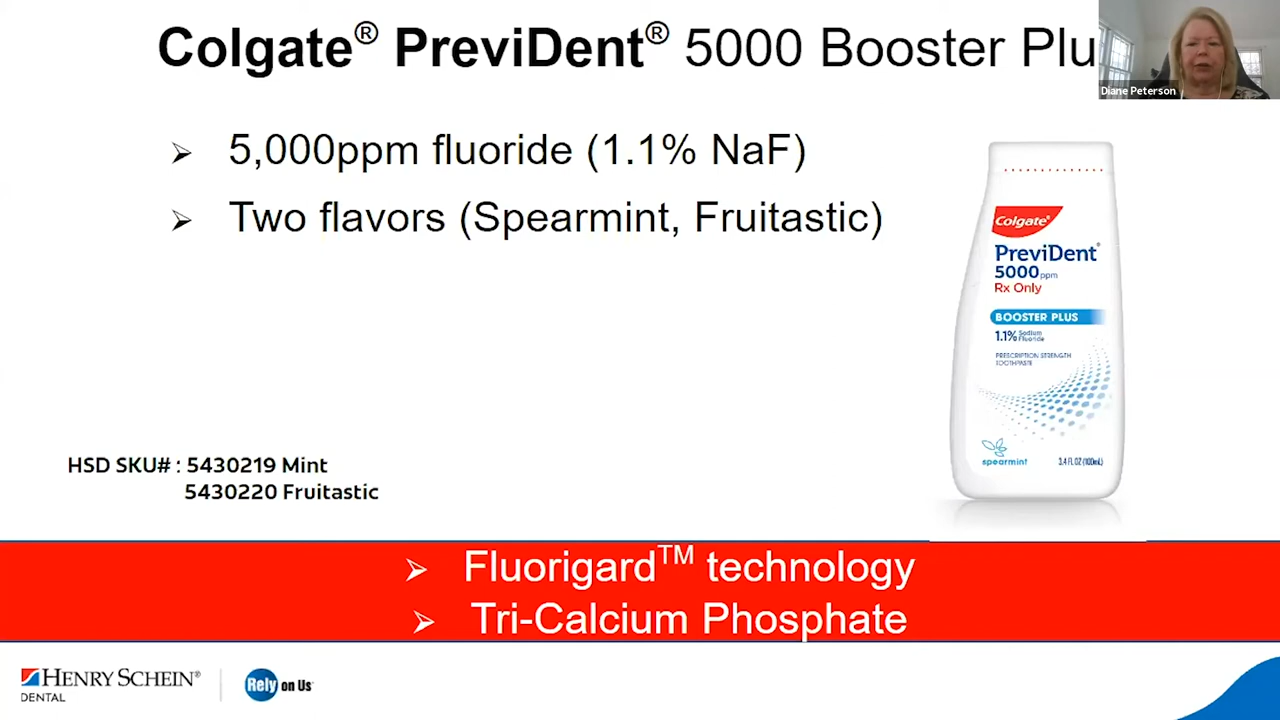 Colgate® PreviDent® 5000 Booster Plu
Diane Peterson
➢ 5,000ppm fluoride (1.1% NaF)
➢ Two flavors (Spearmint, Fruitastic)
Colgate®
PreviDent®
5000 ppm
Rx Only
BOOSTER PLUS
1.1% Sodium Fluoride
PRESCRIPTION STRENGTH
TOOTHPASTE
spearmint 3.4 FL OZ (100mL)
HSD SKU# : 5430219 Mint
5430220 Fruitastic
➢ Fluorigard™ technology
➢ Tri-Calcium Phosphate
HENRY SCHEIN®
DENTAL
Rely on Us